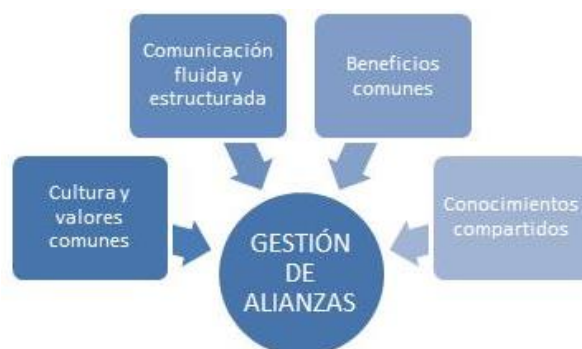 Comunicación
fluida y
estructurada
Beneficios
comunes
Cultura y
valores
comunes
Conocimientos
compartidos
GESTIÓN
DE
ALIANZAS